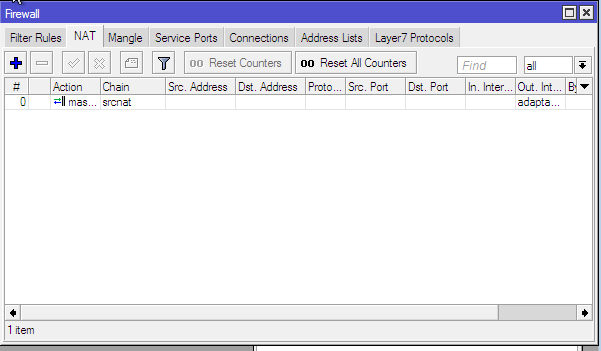 Firewall
Filter Rules NAT Mangle Service Ports Connections Address Lists Layer7 Protocols
00 Reset Counters 00 Reset All Counters Find all
# Action Chain Src. Address Dst. Address Proto... Src. Port Dst. Port In. Inter... Out. Int... By
0 mas... srcnat adapta...
1 item